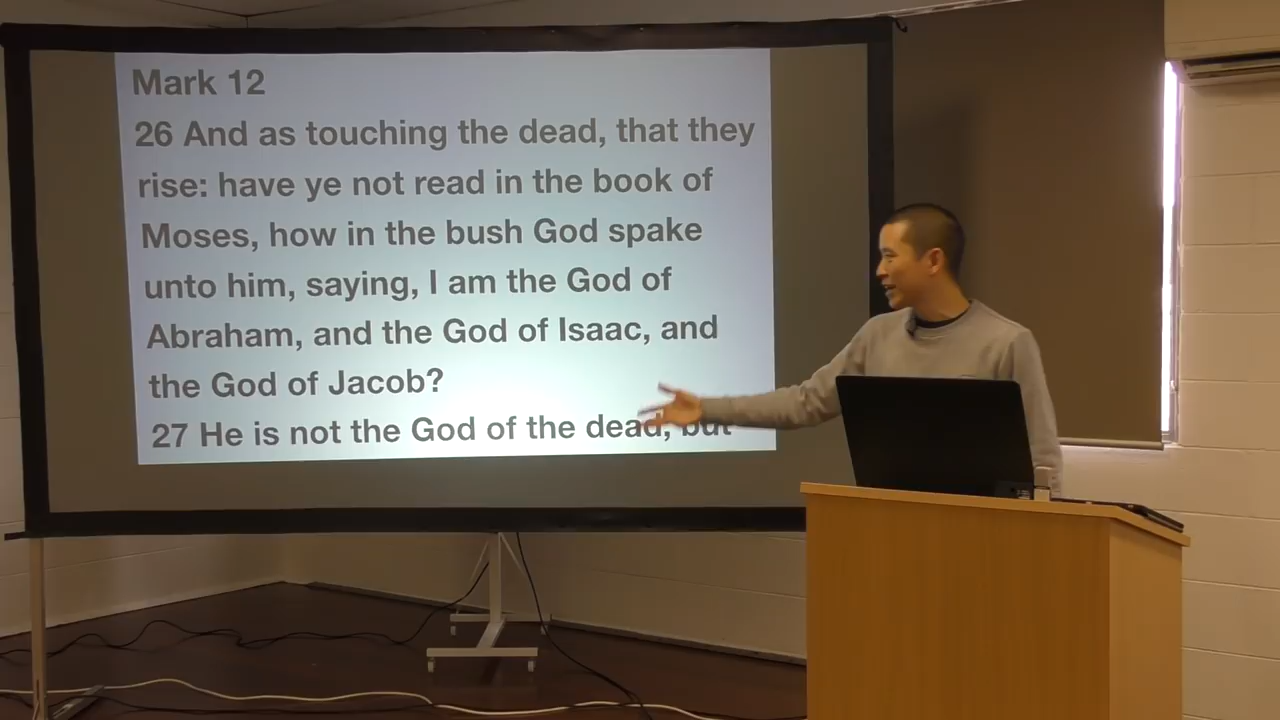 Mark 12
26 And as touching the dead, that they
rise: have ye not read in the book of
Moses, how in the bush God spake
unto him, saying, I am the God of
Abraham, and the God of Isaac, and
the God of Jacob?
27 He is not the God of the dead, but